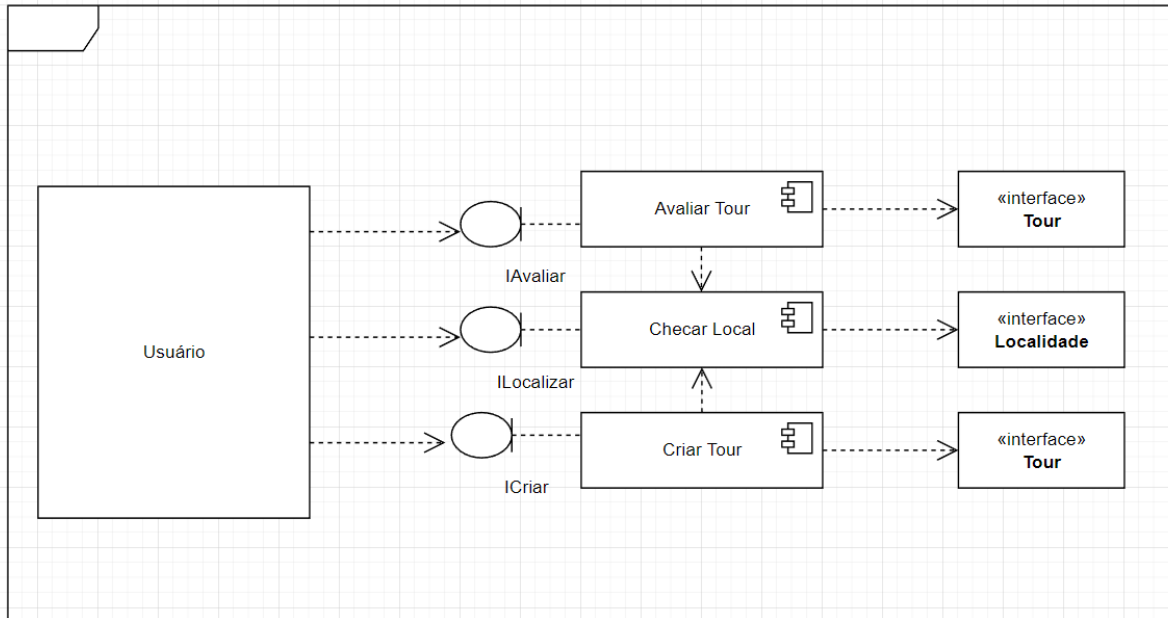 Usuário
IAvaliar
ILocalizar
ICriar
Avaliar Tour
Checar Local
Criar Tour
«interface»
Tour
«interface»
Localidade
«interface»
Tour